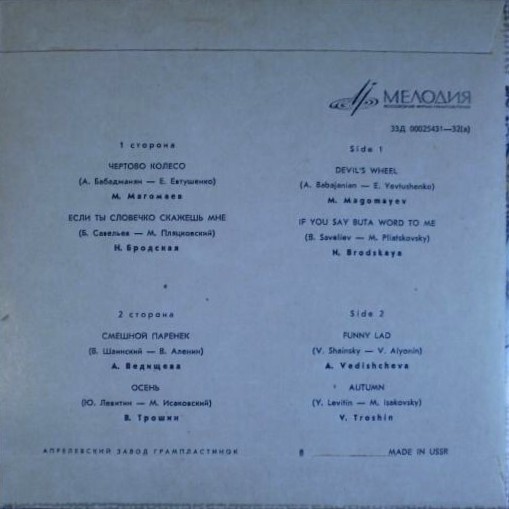 МЕЛОДИЯ
33Д 00025431—32(а)
1 сторона
ЧЕРТОВО КОЛЕСО
(А. Бабаджанян — Е. Евтушенко)
М. Магомаев
ЕСЛИ ТЫ СЛОВЕЧКО СКАЖЕШЬ МНЕ
(Б. Савельев — М. Пляцковский)
Н. Бродская
2 сторона
СМЕШНОЙ ПАРЕНЕК
(В. Шаинский — В. Аленин)
А. Ведищева
ОСЕНЬ
(Ю. Левитин — М. Исаковский)
В. Трошин
Side 1
DEVIL'S WHEEL
(A. Babajanian — E. Yevtushenko)
M. Magomayev
IF YOU SAY BUTA WORD TO ME
(B. Saveliev — M. Pliatskovsky)
N. Brodskaya
Side 2
FUNNY LAD
(V. Shainsky — V. Alyonin)
A. Vedishcheva
AUTUMN
(Y. Levitin — M. Isakovsky)
V. Troshin
АПРЕЛЕВСКИЙ ЗАВОД ГРАМПЛАСТИНОК
8 MADE IN USSR